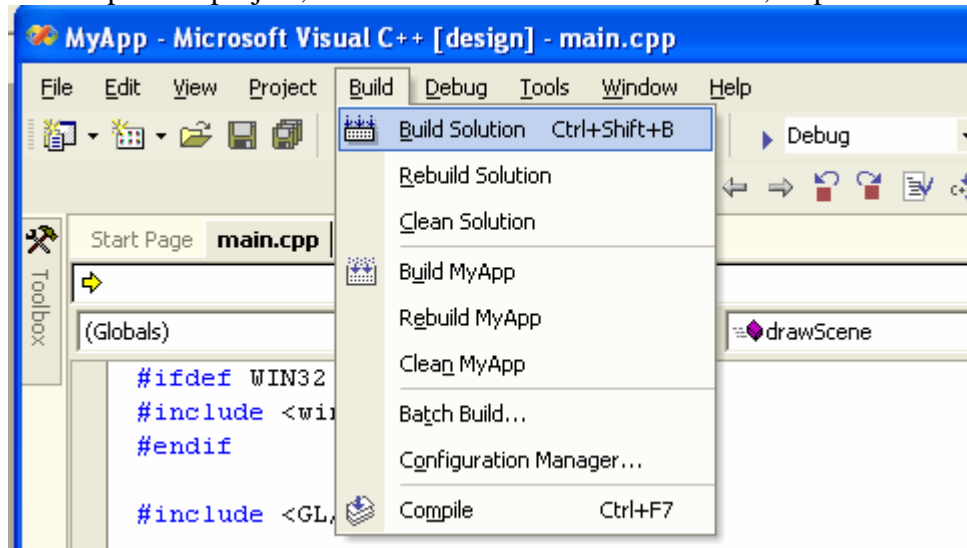 MyApp - Microsoft Visual C++ [design] - main.cpp
File Edit View Project Build Debug Tools Window Help
Build Solution Ctrl+Shift+B
Debug
Rebuild Solution
Clean Solution
Start Page main.cpp
Build MyApp
Toolbox
Rebuild MyApp
(Globals) drawScene
Clean MyApp
#ifdef WIN32
#include <wi
Batch Build...
#endif
Configuration Manager...
#include <GL
Compile Ctrl+F7